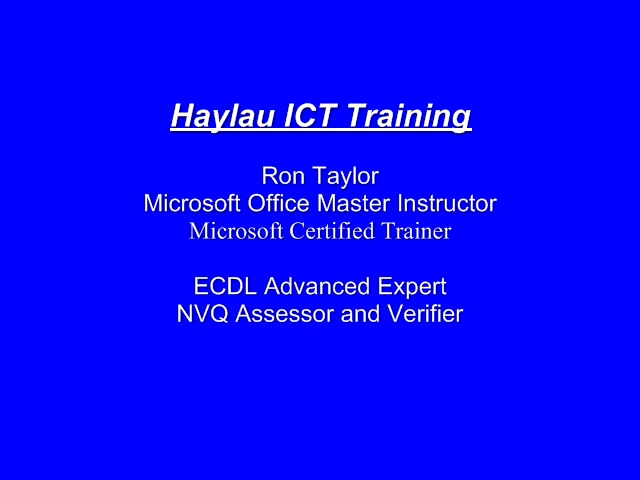 Haylau ICT Training
Ron Taylor
Microsoft Office Master Instructor
Microsoft Certified Trainer
ECDL Advanced Expert
NVQ Assessor and Verifier